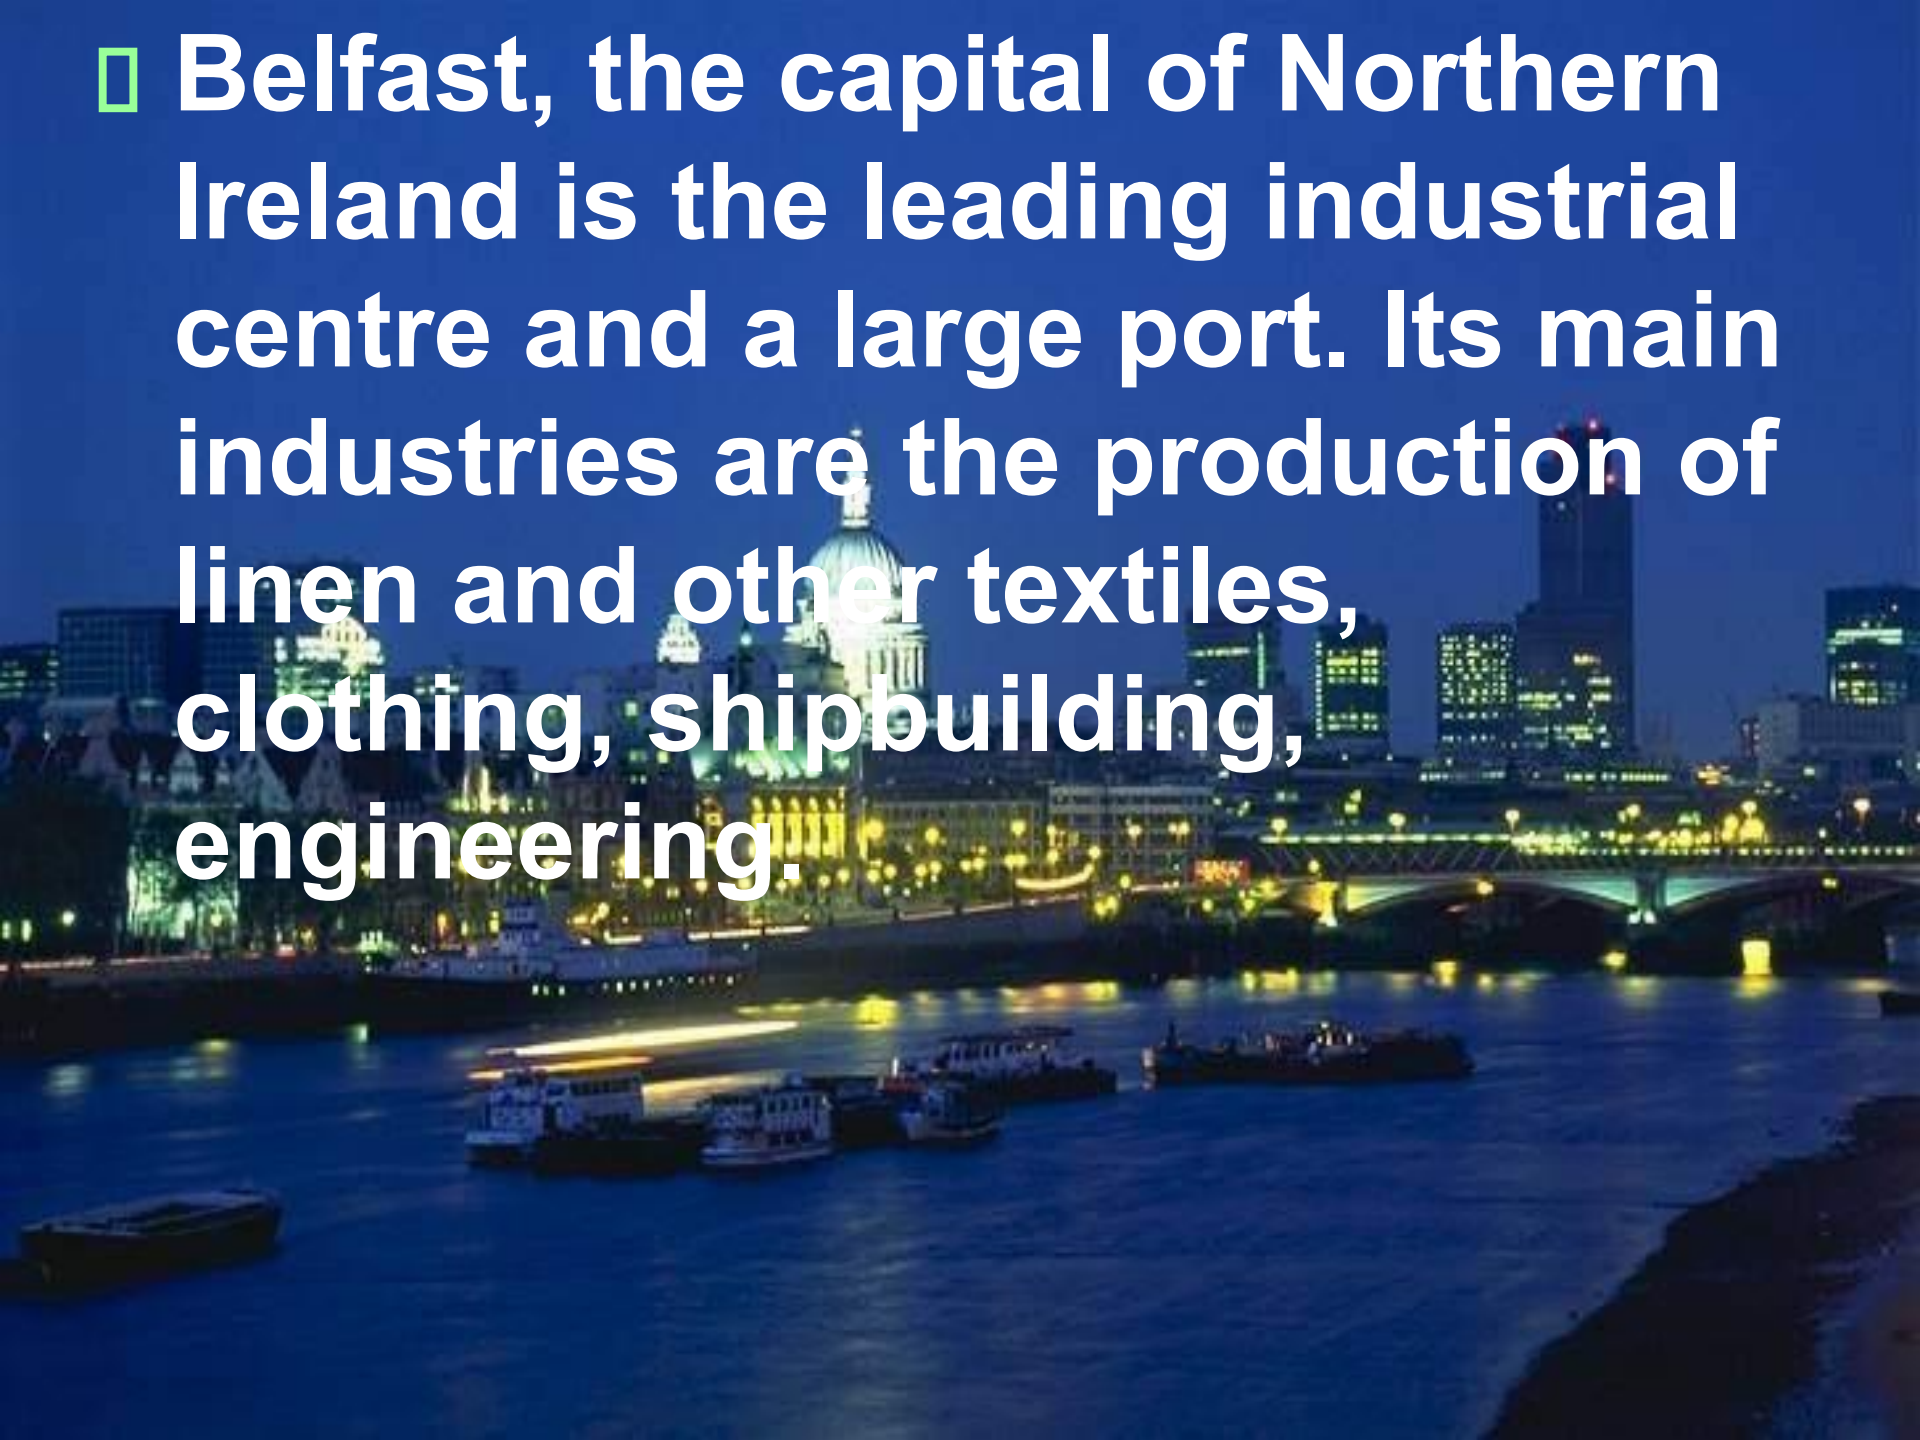 Belfast, the capital of Northern
Ireland is the leading industrial
centre and a large port. Its main
industries are the production of
linen and other textiles,
clothing, shipbuilding,
engineering.